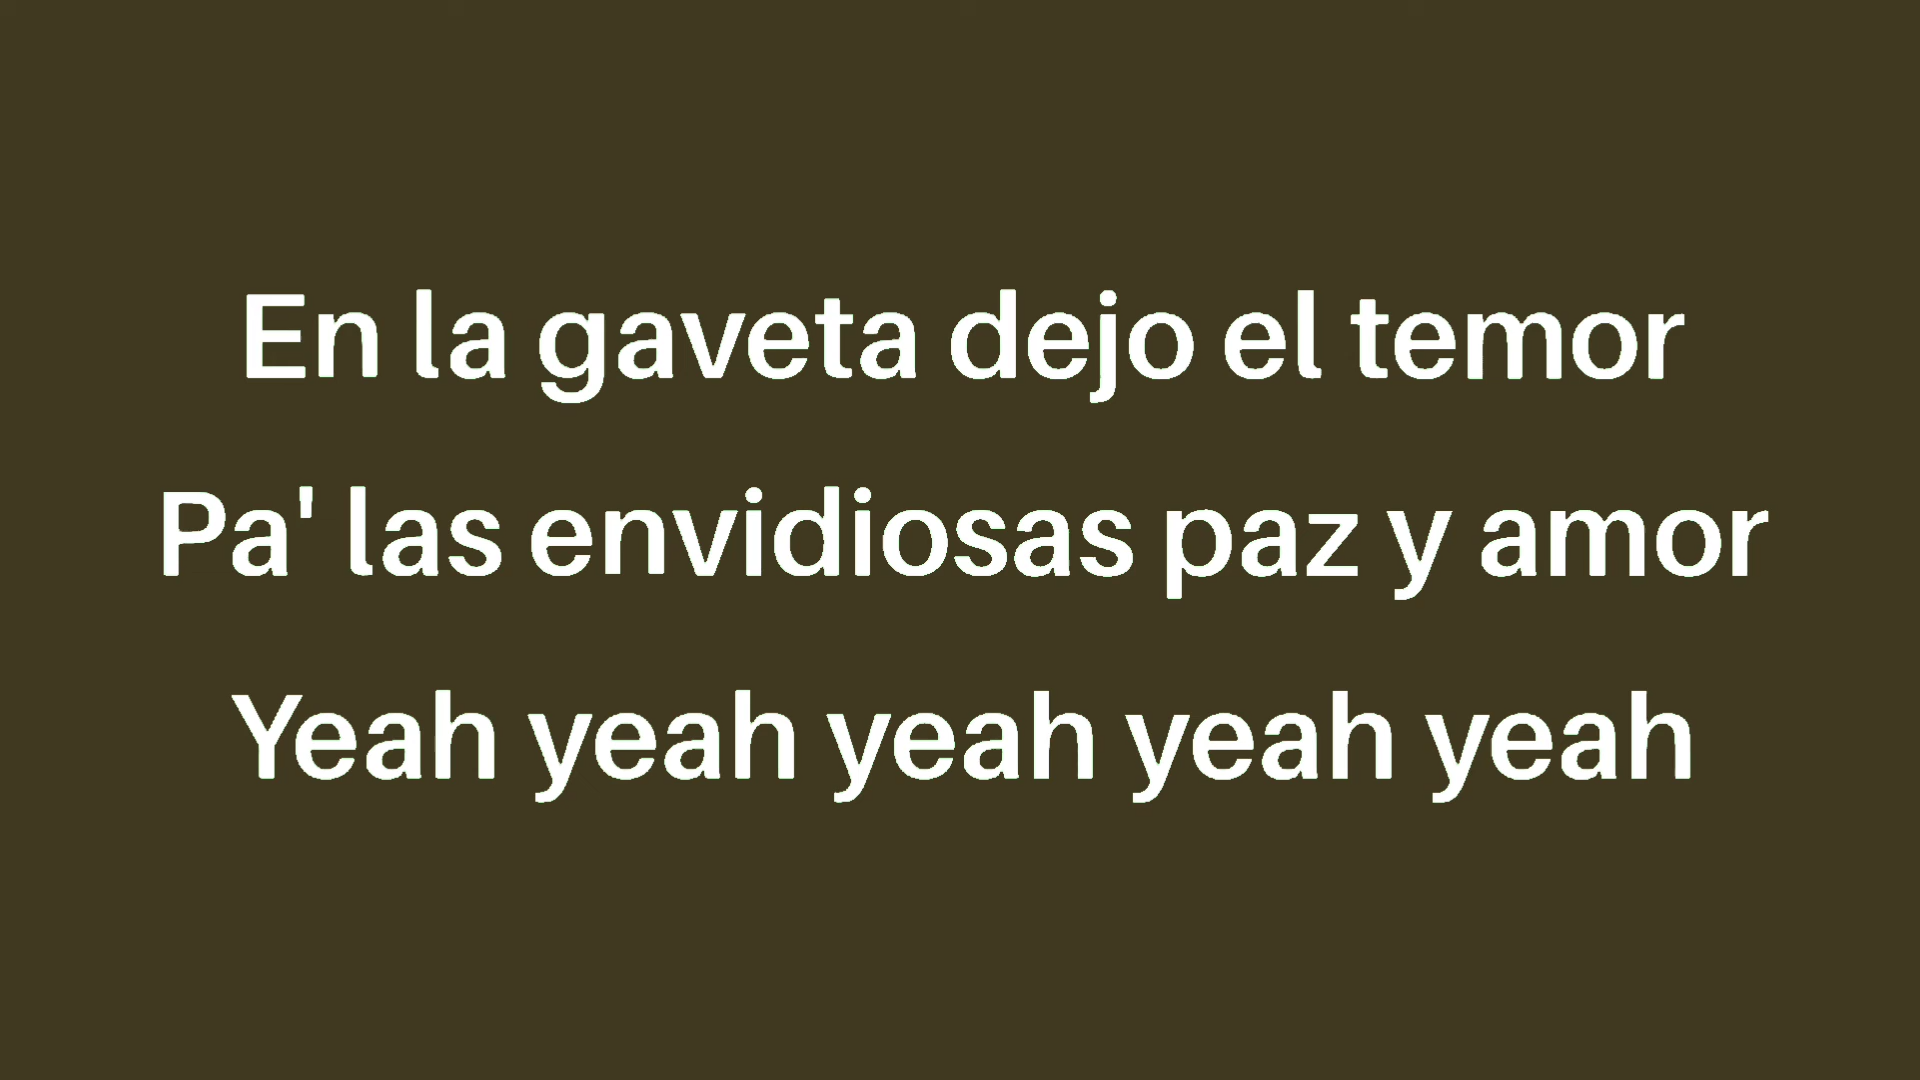 En la gaveta dejo el temor
Pa' las envidiosas paz y amor
Yeah yeah yeah yeah yeah